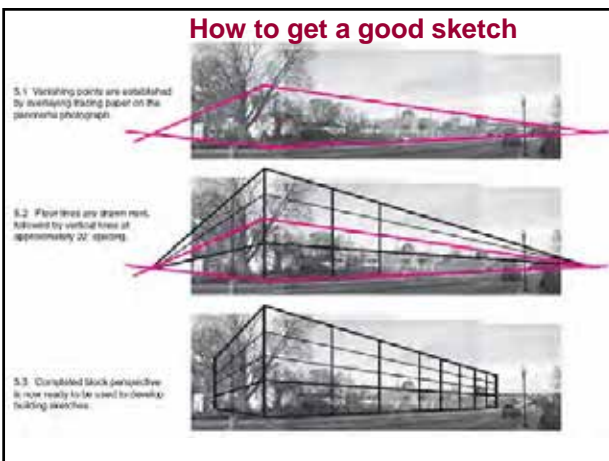 How to get a good sketch
5.1 Vanishing points are established
by overlaying tracing paper on the
panorama photograph.
5.2 Floor lines are drawn next,
followed by vertical lines at
approximately 22' spacing.
5.3 Completed block perspective
is now ready to be used to develop
building sketches.